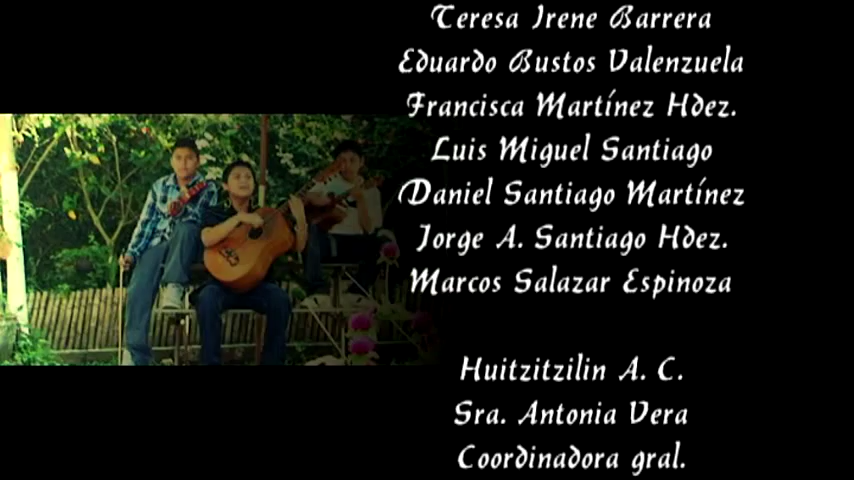 Teresa Irene Barrera
Eduardo Bustos Valenzuela
Francisca Martínez Hdez.
Luis Miguel Santiago
Daniel Santiago Martínez
Jorge A. Santiago Hdez.
Marcos Salazar Espinoza
Huitzitzilin A. C.
Sra. Antonia Vera
Coordinadora gral.